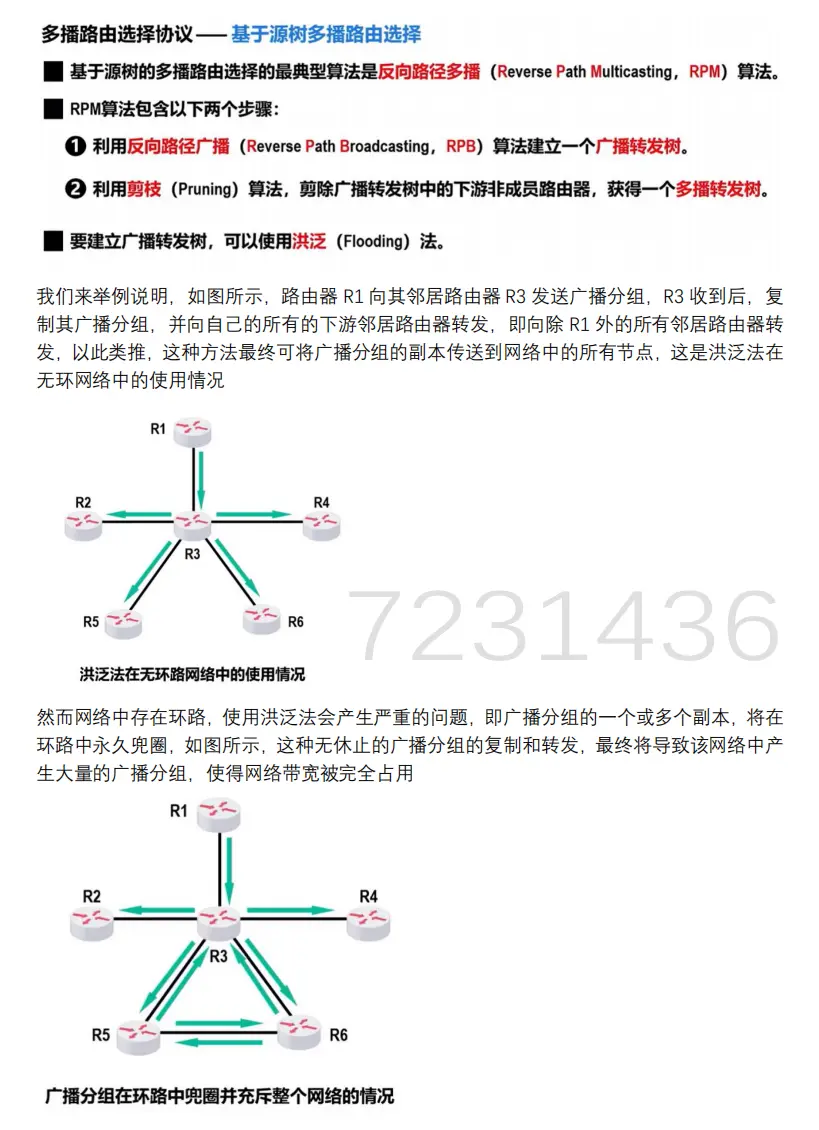 多播路由选择协议——基于源树多播路由选择
■ 基于源树的多播路由选择的最典型算法是反向路径多播（Reverse Path Multicasting，RPM）算法。
■ RPM算法包含以下两个步骤：
❶ 利用反向路径广播（Reverse Path Broadcasting，RPB）算法建立一个广播转发树。
❷ 利用剪枝（Pruning）算法，剪除广播转发树中的下游非成员路由器，获得一个多播转发树。
■ 要建立广播转发树，可以使用洪泛（Flooding）法。
我们来举例说明，如图所示，路由器 R1 向其邻居路由器 R3 发送广播分组，R3 收到后，复
制其广播分组，并向自己的所有的下游邻居路由器转发，即向除 R1 外的所有邻居路由器转
发，以此类推，这种方法最终可将广播分组的副本传送到网络中的所有节点，这是洪泛法在
无环网络中的使用情况
R1
R2
R4
R3
R5
R6
7231436
洪泛法在无环路网络中的使用情况
然而网络中存在环路，使用洪泛法会产生严重的问题，即广播分组的一个或多个副本，将在
环路中永久兜圈，如图所示，这种无休止的广播分组的复制和转发，最终将导致该网络中产
生大量的广播分组，使得网络带宽被完全占用
R1
R2
R4
R3
R5
R6
广播分组在环路中兜圈并充斥整个网络的情况